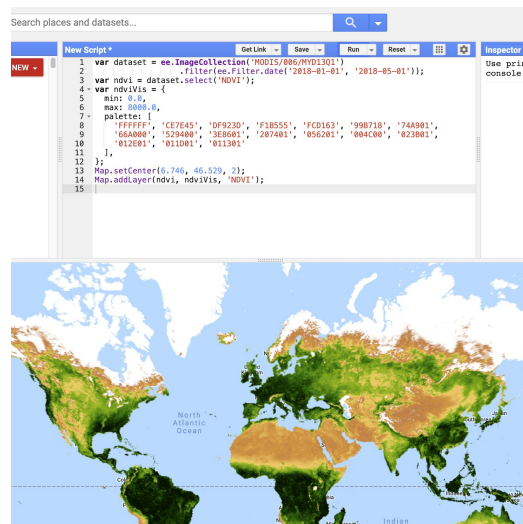 Search places and datasets...
NEW
New Script *
Get Link
Save
Run
Reset
Inspector
Use prin
console
1 var dataset = ee.ImageCollection('MODIS/006/MYD13Q1')
2 .filter(ee.Filter.date('2018-01-01', '2018-05-01'));
3 var ndvi = dataset.select('NDVI');
4 var ndviVis = {
5 min: 0.0,
6 max: 8000.0,
7 palette: [
8 'FFFFFF', 'CE7E45', 'DF923D', 'F1B555', 'FCD163', '99B718', '74A901',
9 '66A000', '529400', '3E8601', '207401', '056201', '004C00', '023B01',
10 '012E01', '011D01', '011301'
11 ],
12 };
13 Map.setCenter(6.746, 46.529, 2);
14 Map.addLayer(ndvi, ndviVis, 'NDVI');
15
North
Atlantic
Ocean
Japan
Indian